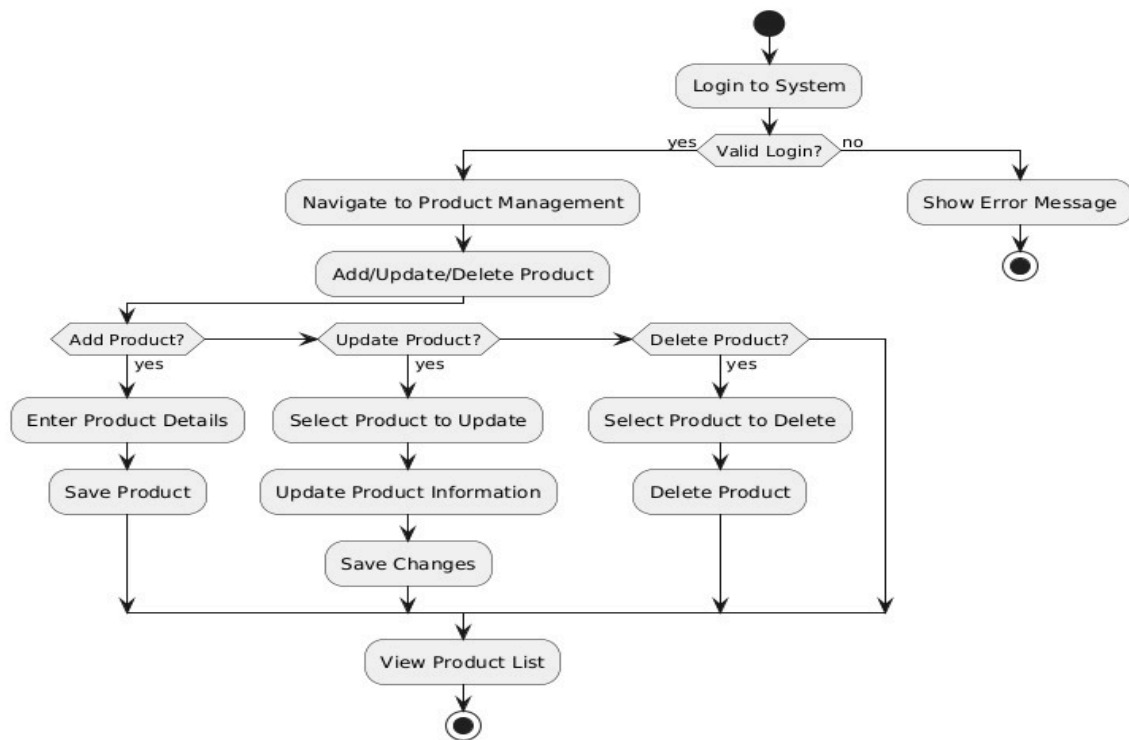 Login to System
yes
Valid Login?
no
Navigate to Product Management
Show Error Message
Add/Update/Delete Product
Add Product?
Update Product?
Delete Product?
yes
yes
yes
Enter Product Details
Select Product to Update
Select Product to Delete
Save Product
Update Product Information
Delete Product
Save Changes
View Product List